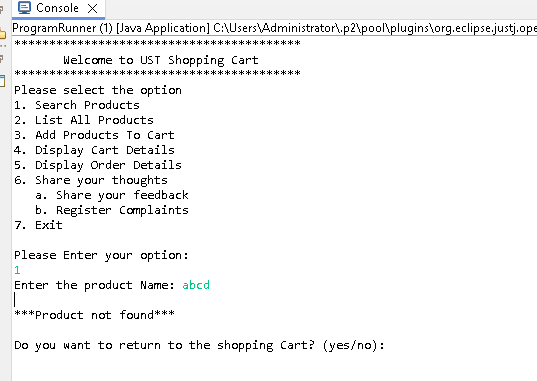 Console
ProgramRunner (1) [Java Application] C:\Users\Administrator\.p2\pool\plugins\org.eclipse.justj.ope
****************************************
Welcome to UST Shopping Cart
****************************************
Please select the option
1. Search Products
2. List All Products
3. Add Products To Cart
4. Display Cart Details
5. Display Order Details
6. Share your thoughts
a. Share your feedback
b. Register Complaints
7. Exit
Please Enter your option:
1
Enter the product Name: abcd
***Product not found***
Do you want to return to the shopping Cart? (yes/no):